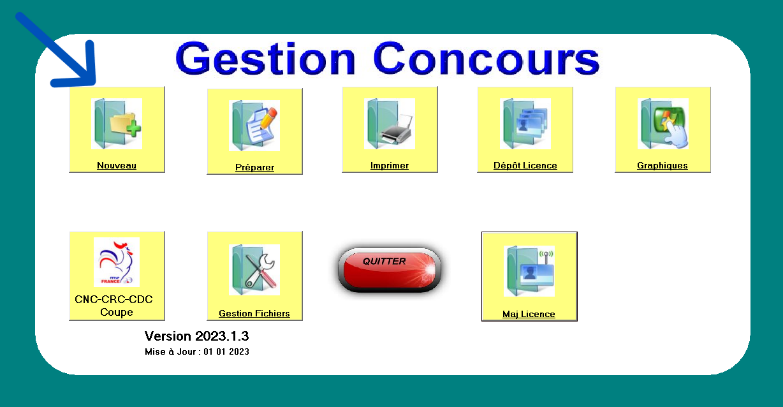 Gestion Concours
Nouveau
Préparer
Imprimer
Dépôt Licence
Graphiques
FRANCE
CNC-CRC-CDC
Coupe
Gestion Fichiers
QUITTER
Maj Licence
Version 2023.1.3
Mise à Jour : 01 01 2023